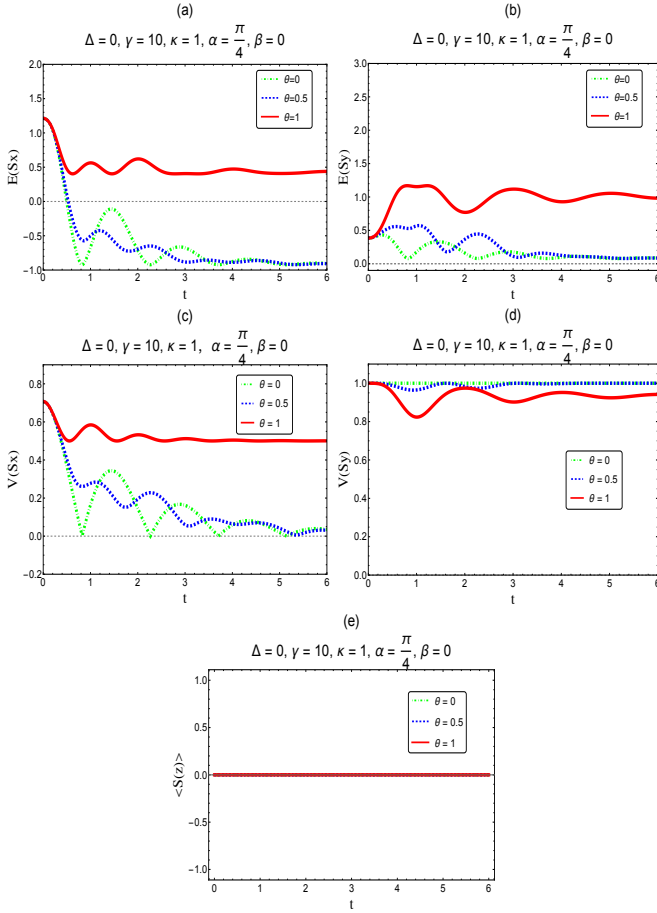 (a)
Δ = 0, γ = 10, κ = 1, α = π/4, β = 0
θ=0
θ=0.5
θ=1
E(Sx)
2.0
1.5
1.0
0.5
0.0
-0.5
-1.0
0 1 2 3 4 5 6
t
(b)
Δ = 0, γ = 10, κ = 1, α = π/4, β = 0
θ=0
θ=0.5
θ=1
E(Sy)
3.0
2.5
2.0
1.5
1.0
0.5
0.0
0 1 2 3 4 5 6
t
(c)
Δ = 0, γ = 10, κ = 1, α = π/4, β = 0
θ = 0
θ = 0.5
θ = 1
V(Sx)
0.8
0.6
0.4
0.2
0.0
-0.2
0 1 2 3 4 5 6
t
(d)
Δ = 0, γ = 10, κ = 1, α = π/4, β = 0
θ = 0
θ = 0.5
θ = 1
V(Sy)
1.0
0.5
0.0
0 1 2 3 4 5 6
t
(e)
Δ = 0, γ = 10, κ = 1, α = π/4, β = 0
θ = 0
θ = 0.5
θ = 1
<S(z)>
1.0
0.5
0.0
-0.5
-1.0
0 1 2 3 4 5 6
t